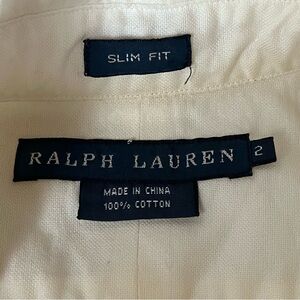 SLIM FIT
RALPH LAUREN 2
MADE IN CHINA
100% COTTON